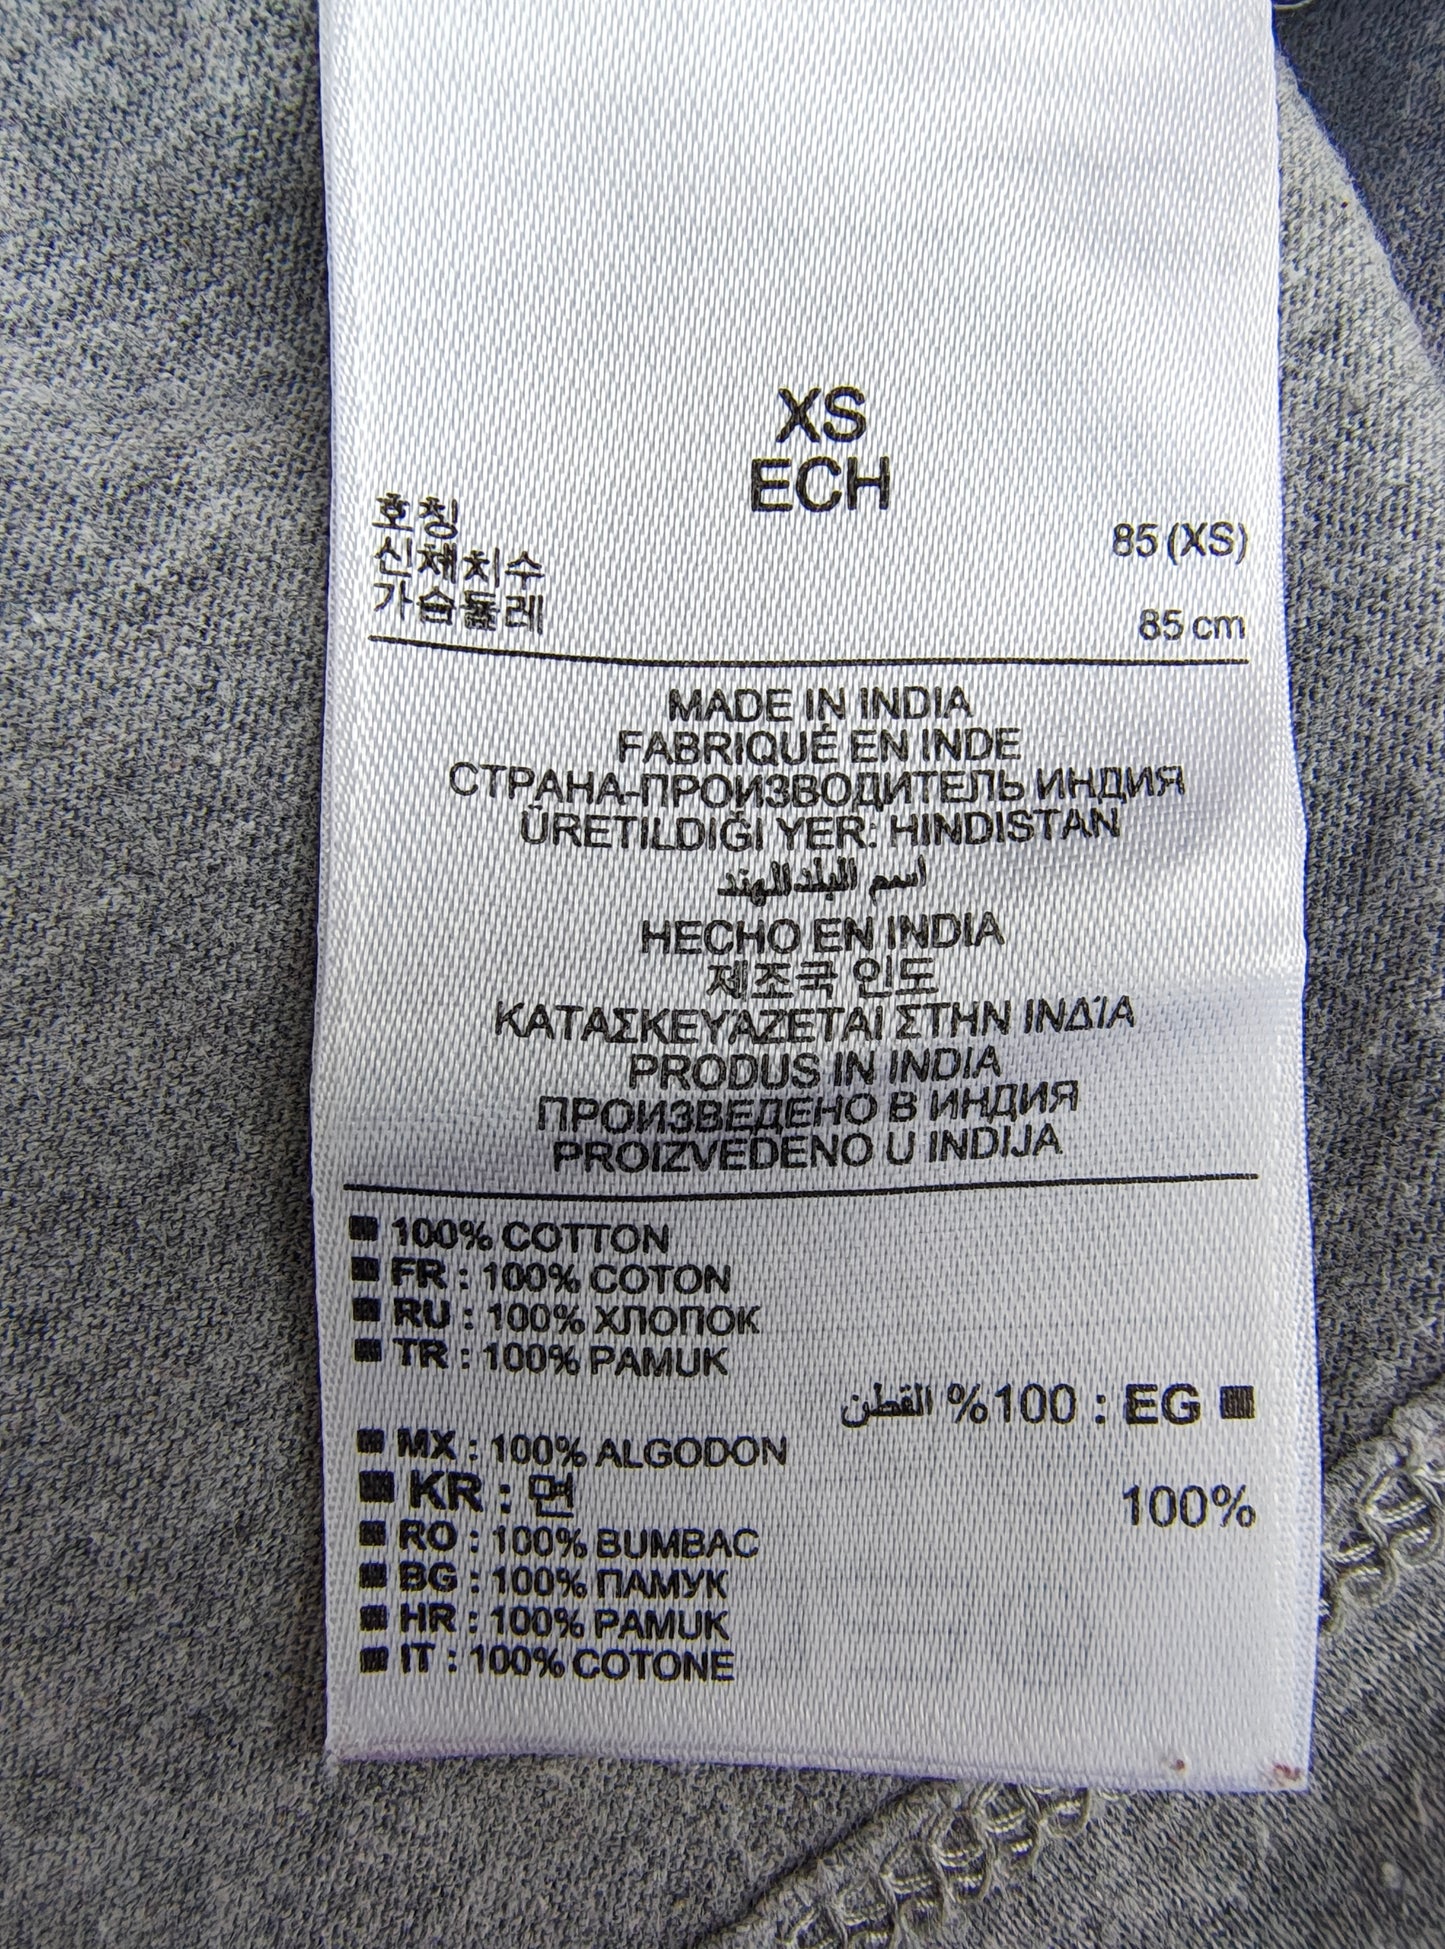 XS
ECH
호칭 85 (XS)
신체치수
가슴둘레 85 cm
MADE IN INDIA
FABRIQUÉ EN INDE
СТРАНА-ПРОИЗВОДИТЕЛЬ ИНДИЯ
ÜRETILDIĞI YER: HINDISTAN
اسم البلد الهند
HECHO EN INDIA
제조국 인도
ΚΑΤΑΣΚΕΥΆΖΕΤΑΙ ΣΤΗΝ ΙΝΔΊΑ
PRODUS IN INDIA
ПРОИЗВЕДЕНО В ИНДИЯ
PROIZVEDENO U INDIJA
■ 100% COTTON
■ FR : 100% COTON
■ RU : 100% ХЛОПОК
■ TR : 100% PAMUK
■ EG : 100% القطن
■ MX : 100% ALGODON
■ KR : 면 100%
■ RO : 100% BUMBAC
■ BG : 100% ПАМУК
■ HR : 100% PAMUK
■ IT : 100% COTONE